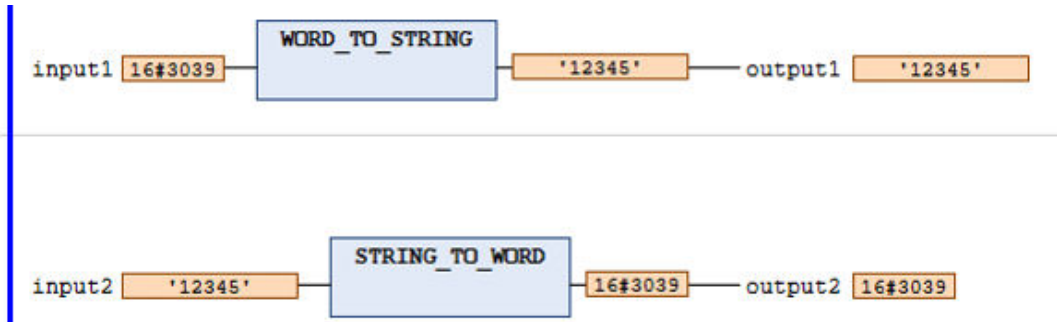 WORD_TO_STRING
input1 16#3039 '12345' output1 '12345'
STRING_TO_WORD
input2 '12345' 16#3039 output2 16#3039